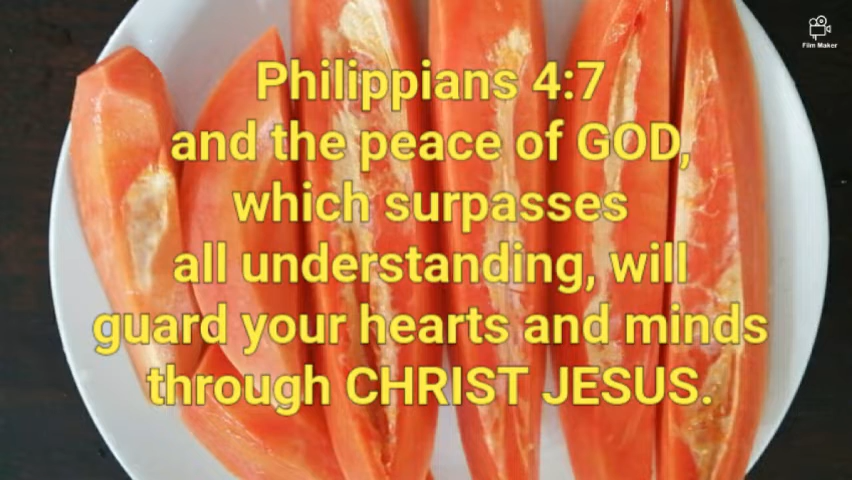 Film Maker
Philippians 4:7
and the peace of GOD,
which surpasses
all understanding, will
guard your hearts and minds
through CHRIST JESUS.